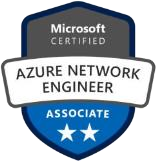 Microsoft
CERTIFIED
AZURE NETWORK
ENGINEER
ASSOCIATE